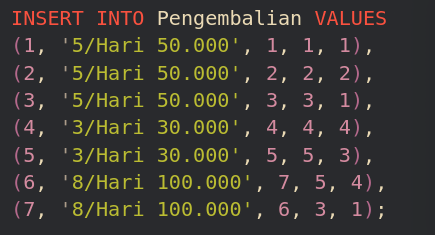 INSERT INTO Pengembalian VALUES
(1, '5/Hari 50.000', 1, 1, 1),
(2, '5/Hari 50.000', 2, 2, 2),
(3, '5/Hari 50.000', 3, 3, 1),
(4, '3/Hari 30.000', 4, 4, 4),
(5, '3/Hari 30.000', 5, 5, 3),
(6, '8/Hari 100.000', 7, 5, 4),
(7, '8/Hari 100.000', 6, 3, 1);